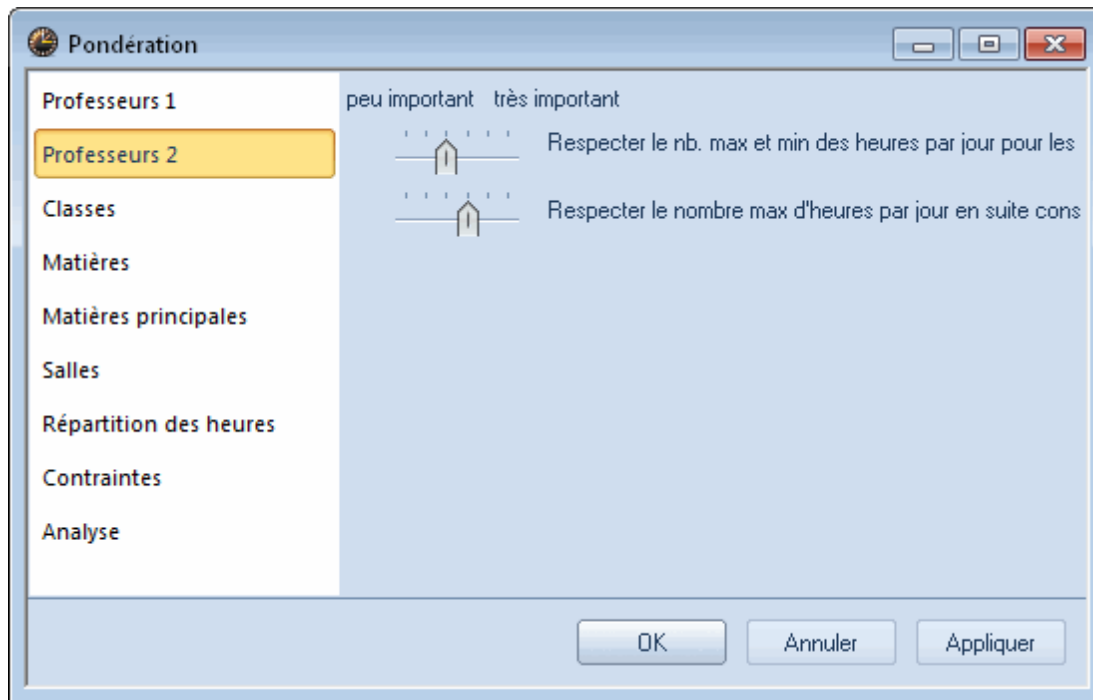 Pondération
Professeurs 1
Professeurs 2
Classes
Matières
Matières principales
Salles
Répartition des heures
Contraintes
Analyse
peu important très important
Respecter le nb. max et min des heures par jour pour les
Respecter le nombre max d'heures par jour en suite cons
OK
Annuler
Appliquer